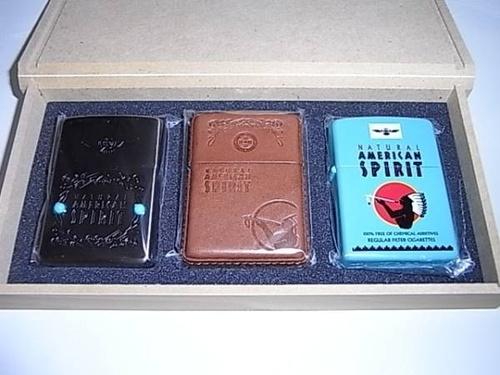 NATURAL
AMERICAN
SPIRIT
NATURAL
AMERICAN
SPIRIT
NATURAL
AMERICAN
SPIRIT
100% FREE OF CHEMICAL ADDITIVES
REGULAR FILTER CIGARETTES